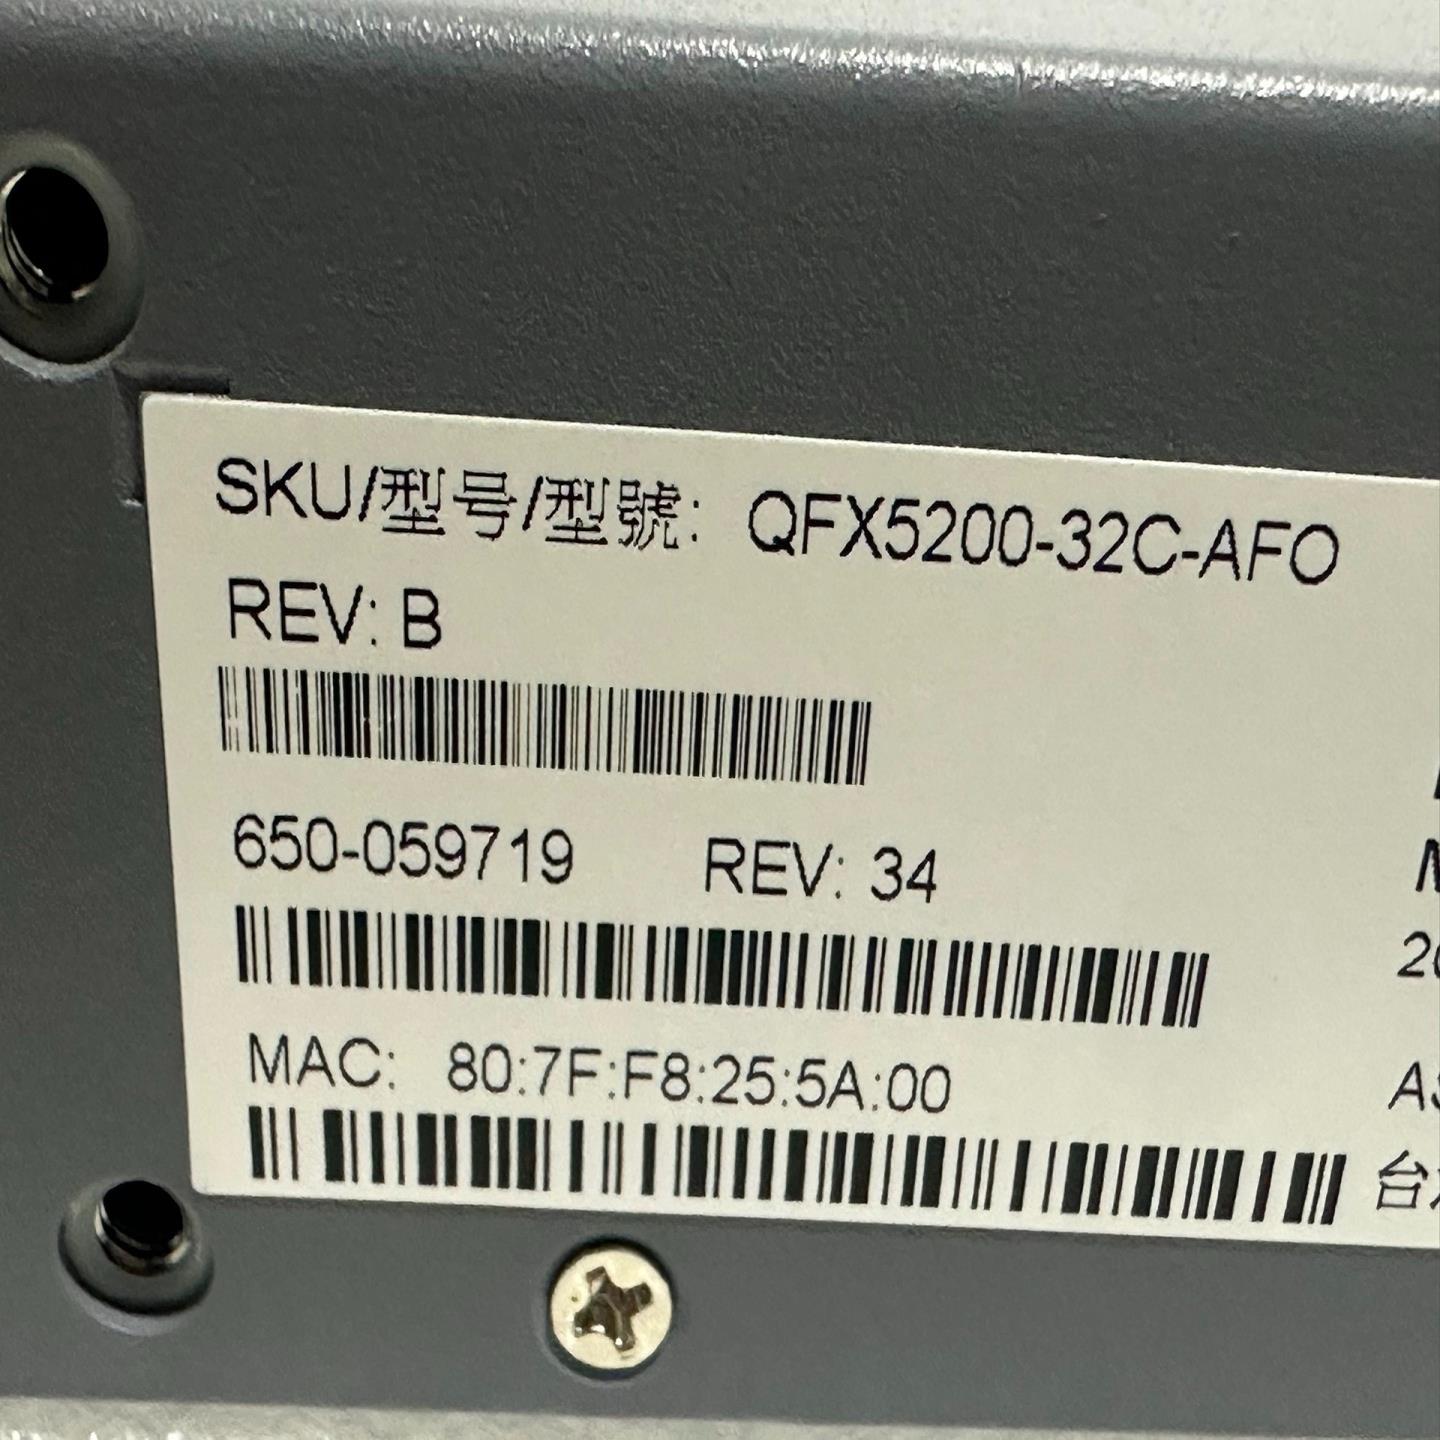 SKU/型号/型號: QFX5200-32C-AFO
REV: B
650-059719 REV: 34
MAC: 80:7F:F8:25:5A:00
台